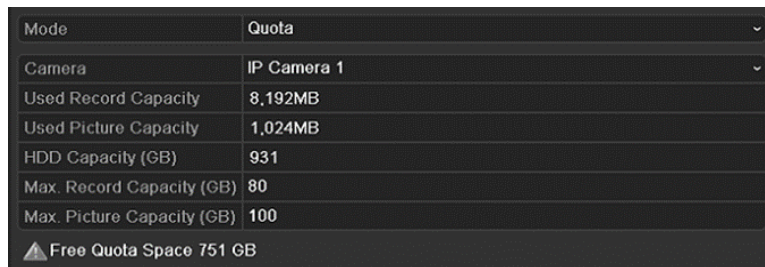 Mode Quota
Camera IP Camera 1
Used Record Capacity 8,192MB
Used Picture Capacity 1,024MB
HDD Capacity (GB) 931
Max. Record Capacity (GB) 80
Max. Picture Capacity (GB) 100
Free Quota Space 751 GB